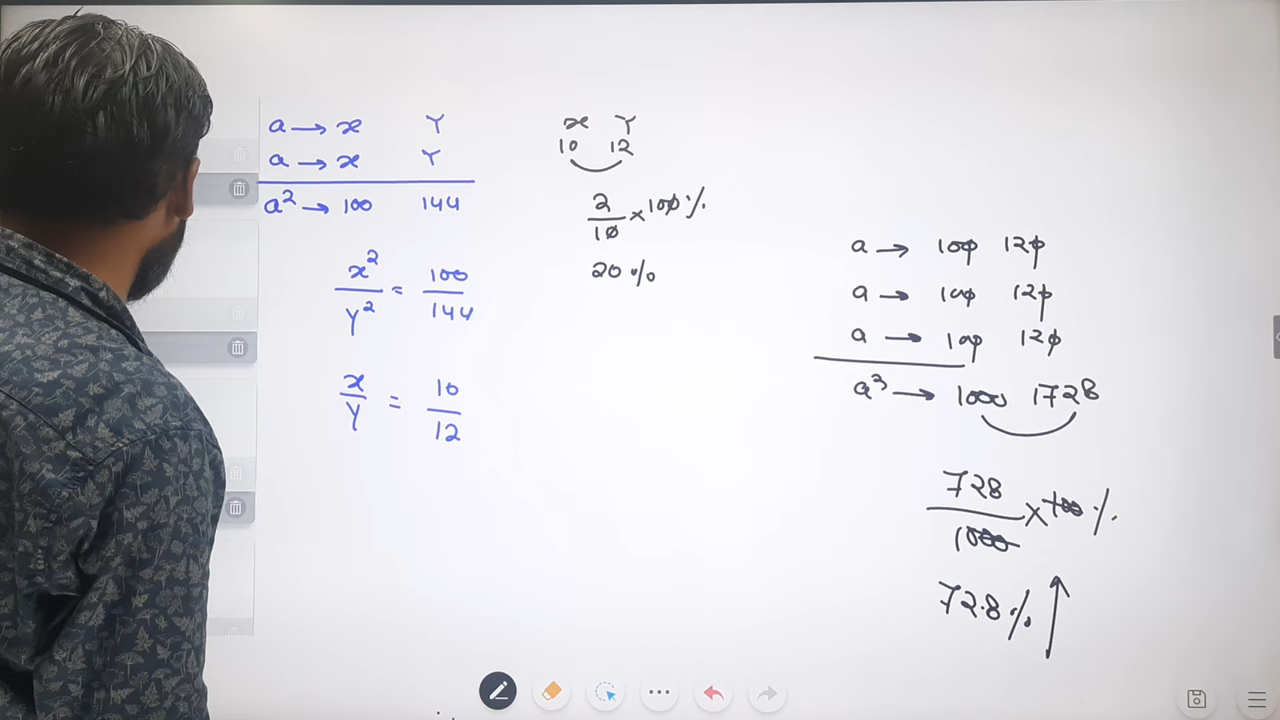 a → x Y
a → x Y
a² → 100 144
x²/Y² = 100/144
x/Y = 10/12
x Y
10 12
2/10 × 100 %
20 %
a → 100 120
a → 100 120
a → 100 120
a³ → 1000 1728
728/1000 × 100 %
72.8 % ↑